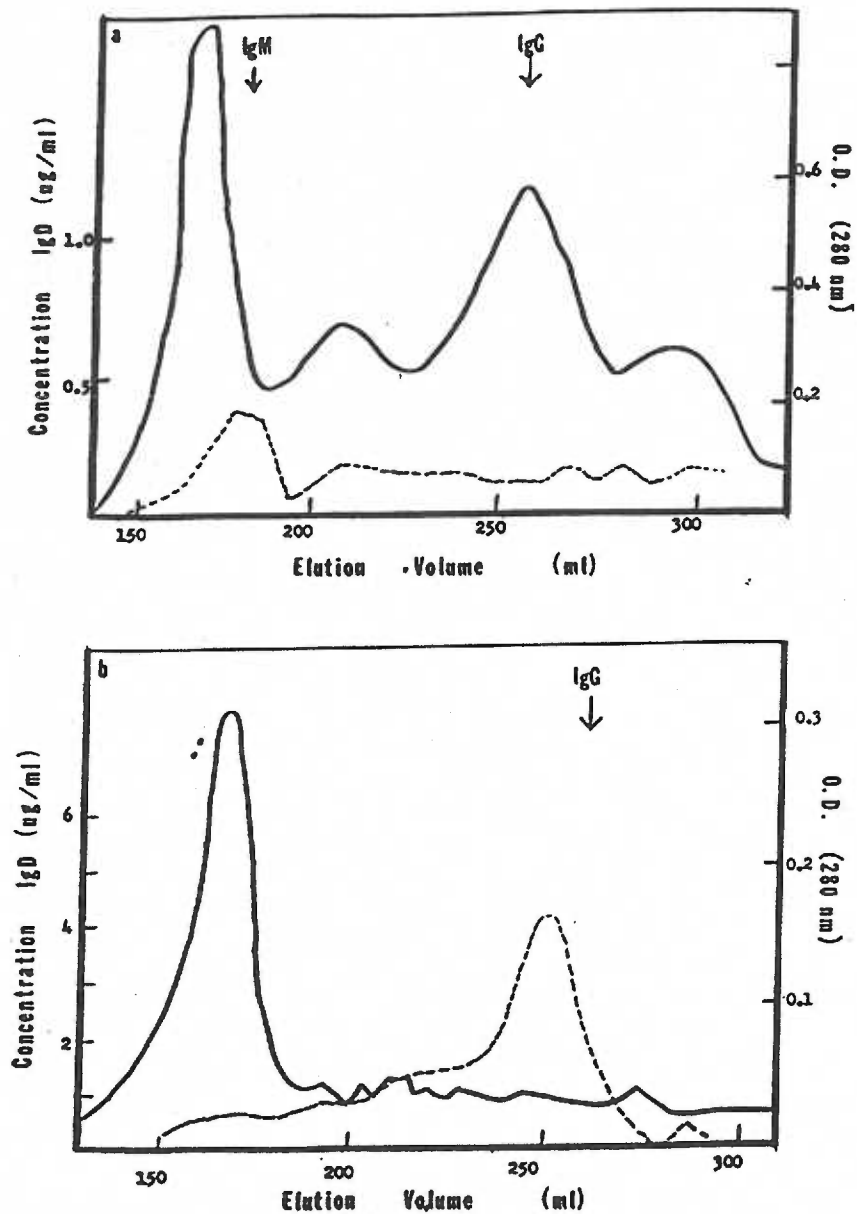 a
IgM
IgG
Concentration IgD (ug/ml)
1.0
0.5
0.6
0.4
0.2
O.D. (280 nm)
150
200
250
300
Elution Volume (ml)
b
IgG
Concentration IgD (ug/ml)
6
4
2
0.3
0.2
0.1
O.D. (280 nm)
150
200
250
300
Elution Volume (ml)